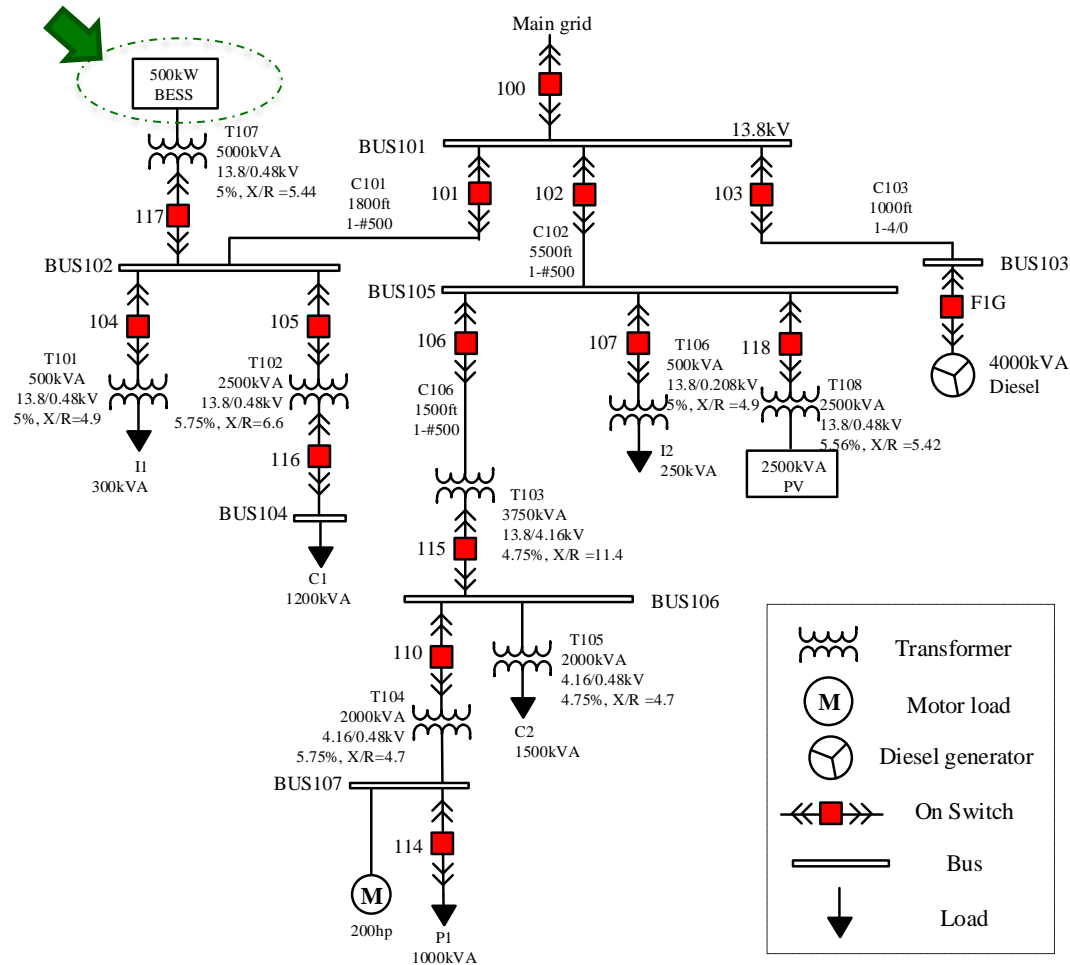 Main grid
500kW
BESS
100
T107
5000kVA
13.8/0.48kV
5%, X/R =5.44
13.8kV
BUS101
117
C101
1800ft
1-#500
101
102
103
C103
1000ft
1-4/0
C102
5500ft
1-#500
BUS102
BUS103
BUS105
104
105
106
107
118
F1G
T101
500kVA
13.8/0.48kV
5%, X/R=4.9
T102
2500kVA
13.8/0.48kV
5.75%, X/R=6.6
C106
1500ft
1-#500
T106
500kVA
13.8/0.208kV
5%, X/R =4.9
T108
2500kVA
13.8/0.48kV
5.56%, X/R =5.42
4000kVA
Diesel
116
I1
300kVA
I2
250kVA
2500kVA
PV
BUS104
T103
3750kVA
13.8/4.16kV
4.75%, X/R =11.4
115
C1
1200kVA
BUS106
110
T105
2000kVA
4.16/0.48kV
4.75%, X/R =4.7
T104
2000kVA
4.16/0.48kV
5.75%, X/R=4.7
C2
1500kVA
BUS107
114
M
200hp
P1
1000kVA
Transformer
M
Motor load
Diesel generator
On Switch
Bus
Load